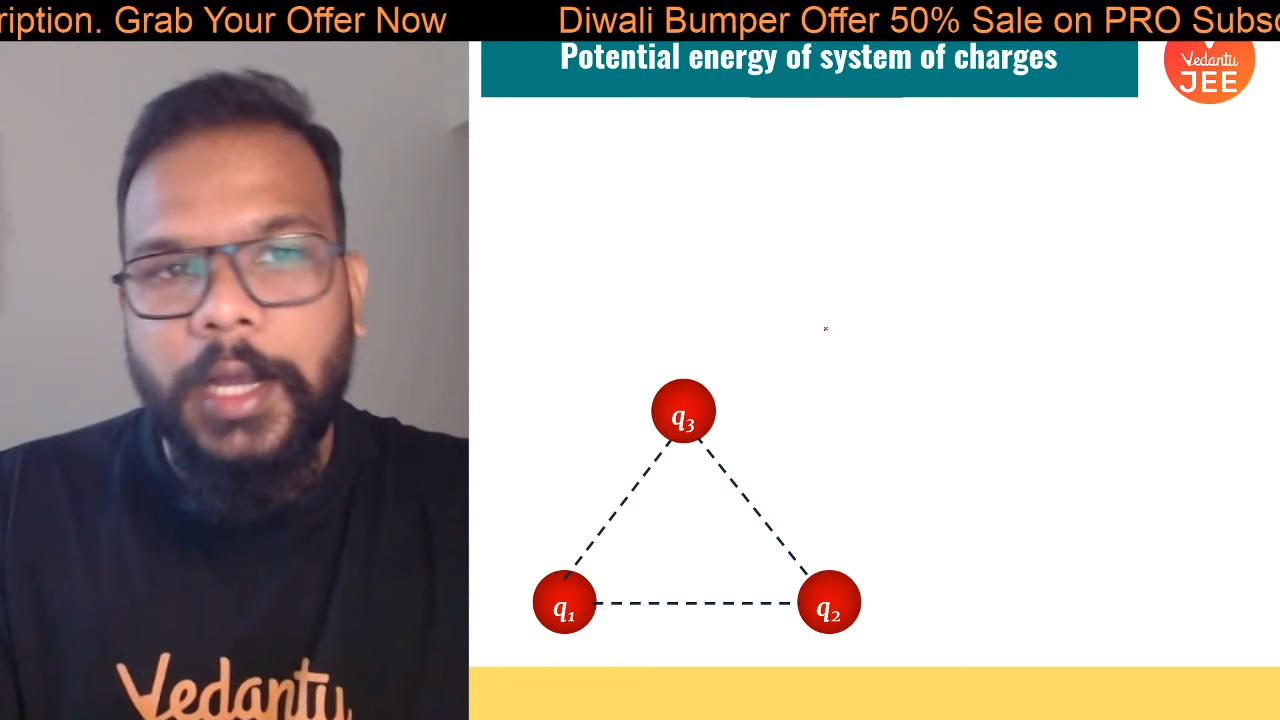 ription. Grab Your Offer Now
Diwali Bumper Offer 50% Sale on PRO Subsc
Potential energy of system of charges
Vedantu
JEE
q3
q1
q2
Vedantu